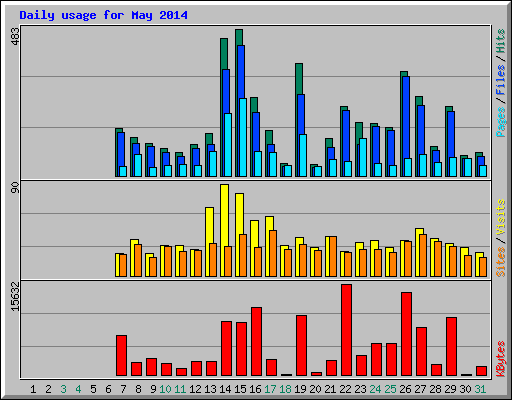 Daily usage for May 2014
483
Pages / Files / Hits
90
Sites / Visits
15632
KBytes
1 2 3 4 5 6 7 8 9 10 11 12 13 14 15 16 17 18 19 20 21 22 23 24 25 26 27 28 29 30 31